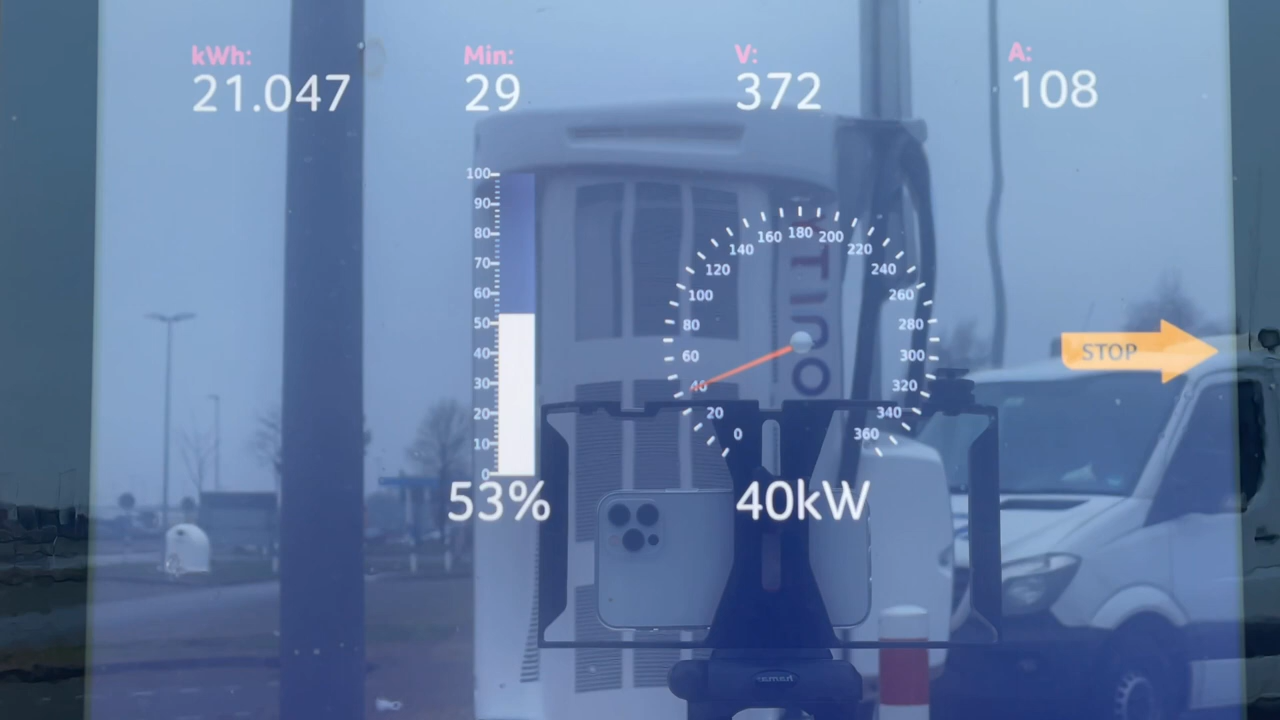 kWh: Min: V: A:
21.047 29 372 108
100
90
80
70
60
50
40
30
20
10
0
0 20 40 60 80 100 120 140 160 180 200 220 240 260 280 300 320 340 360
STOP
53% 40kW